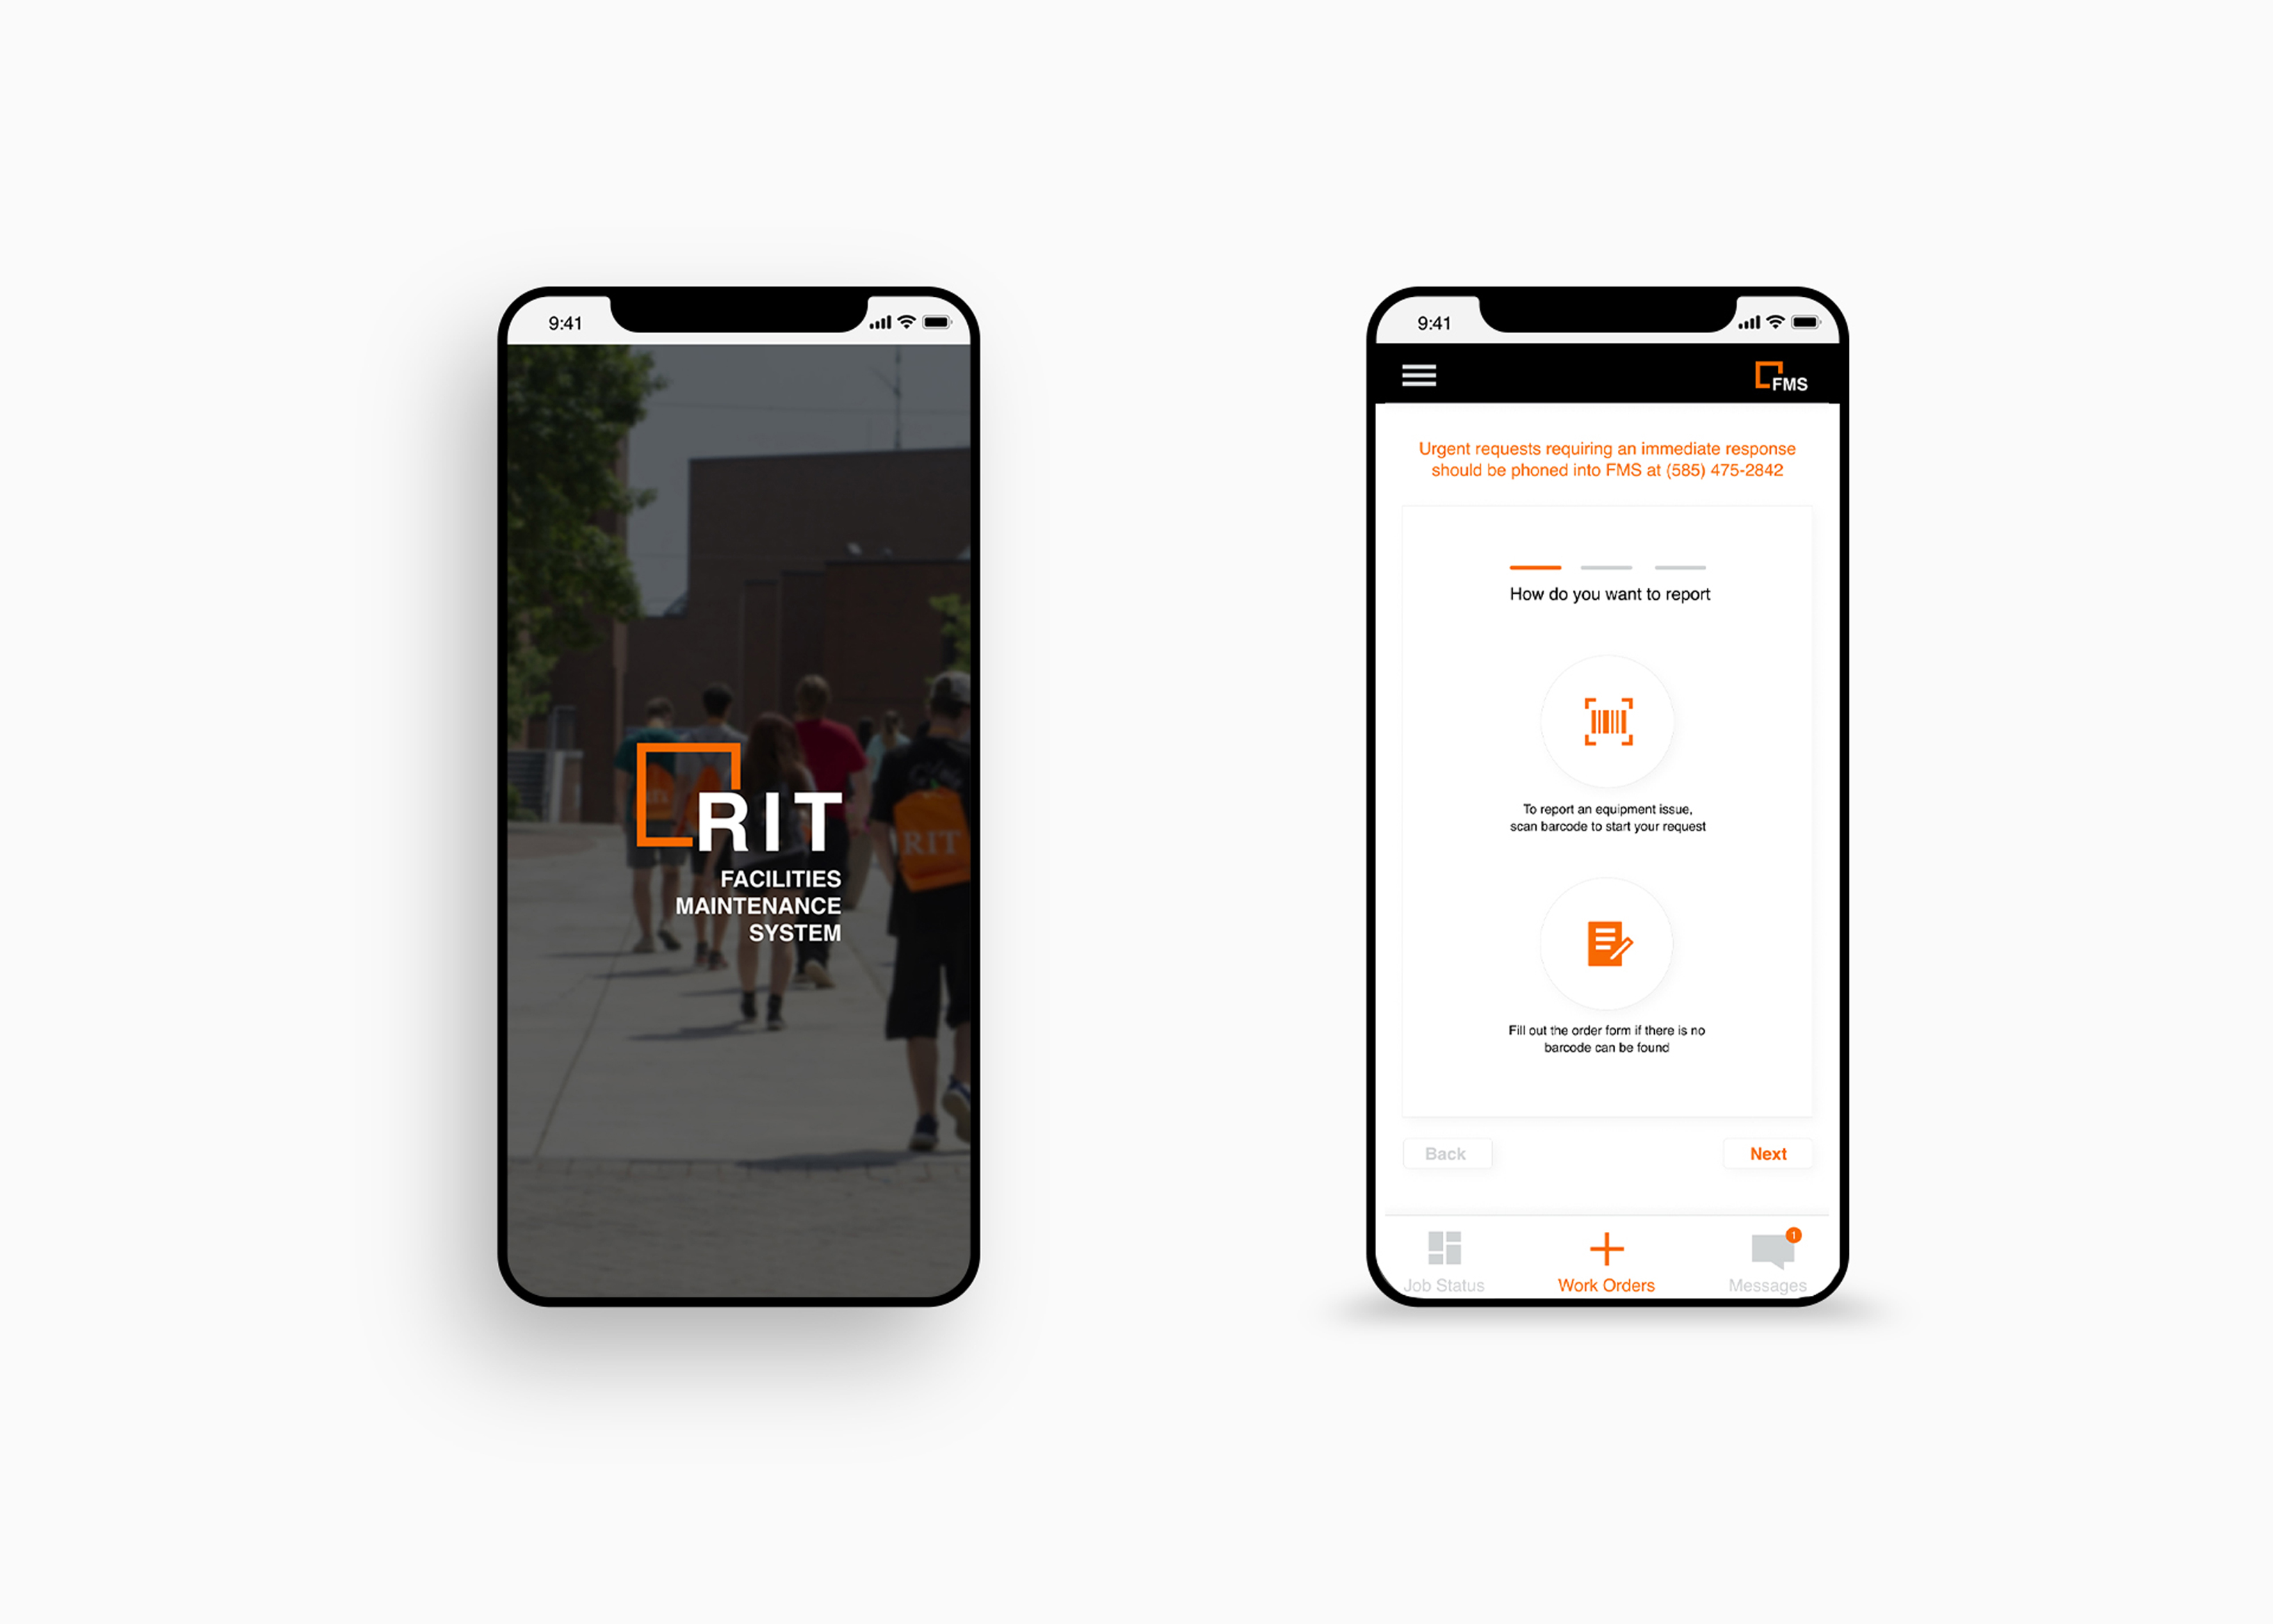 9:41
RIT
FACILITIES
MAINTENANCE
SYSTEM
RIT
9:41
FMS
Urgent requests requiring an immediate response
should be phoned into FMS at (585) 475-2842
How do you want to report
To report an equipment issue,
scan barcode to start your request
Fill out the order form if there is no
barcode can be found
Back
Next
Job Status
Work Orders
1
Messages